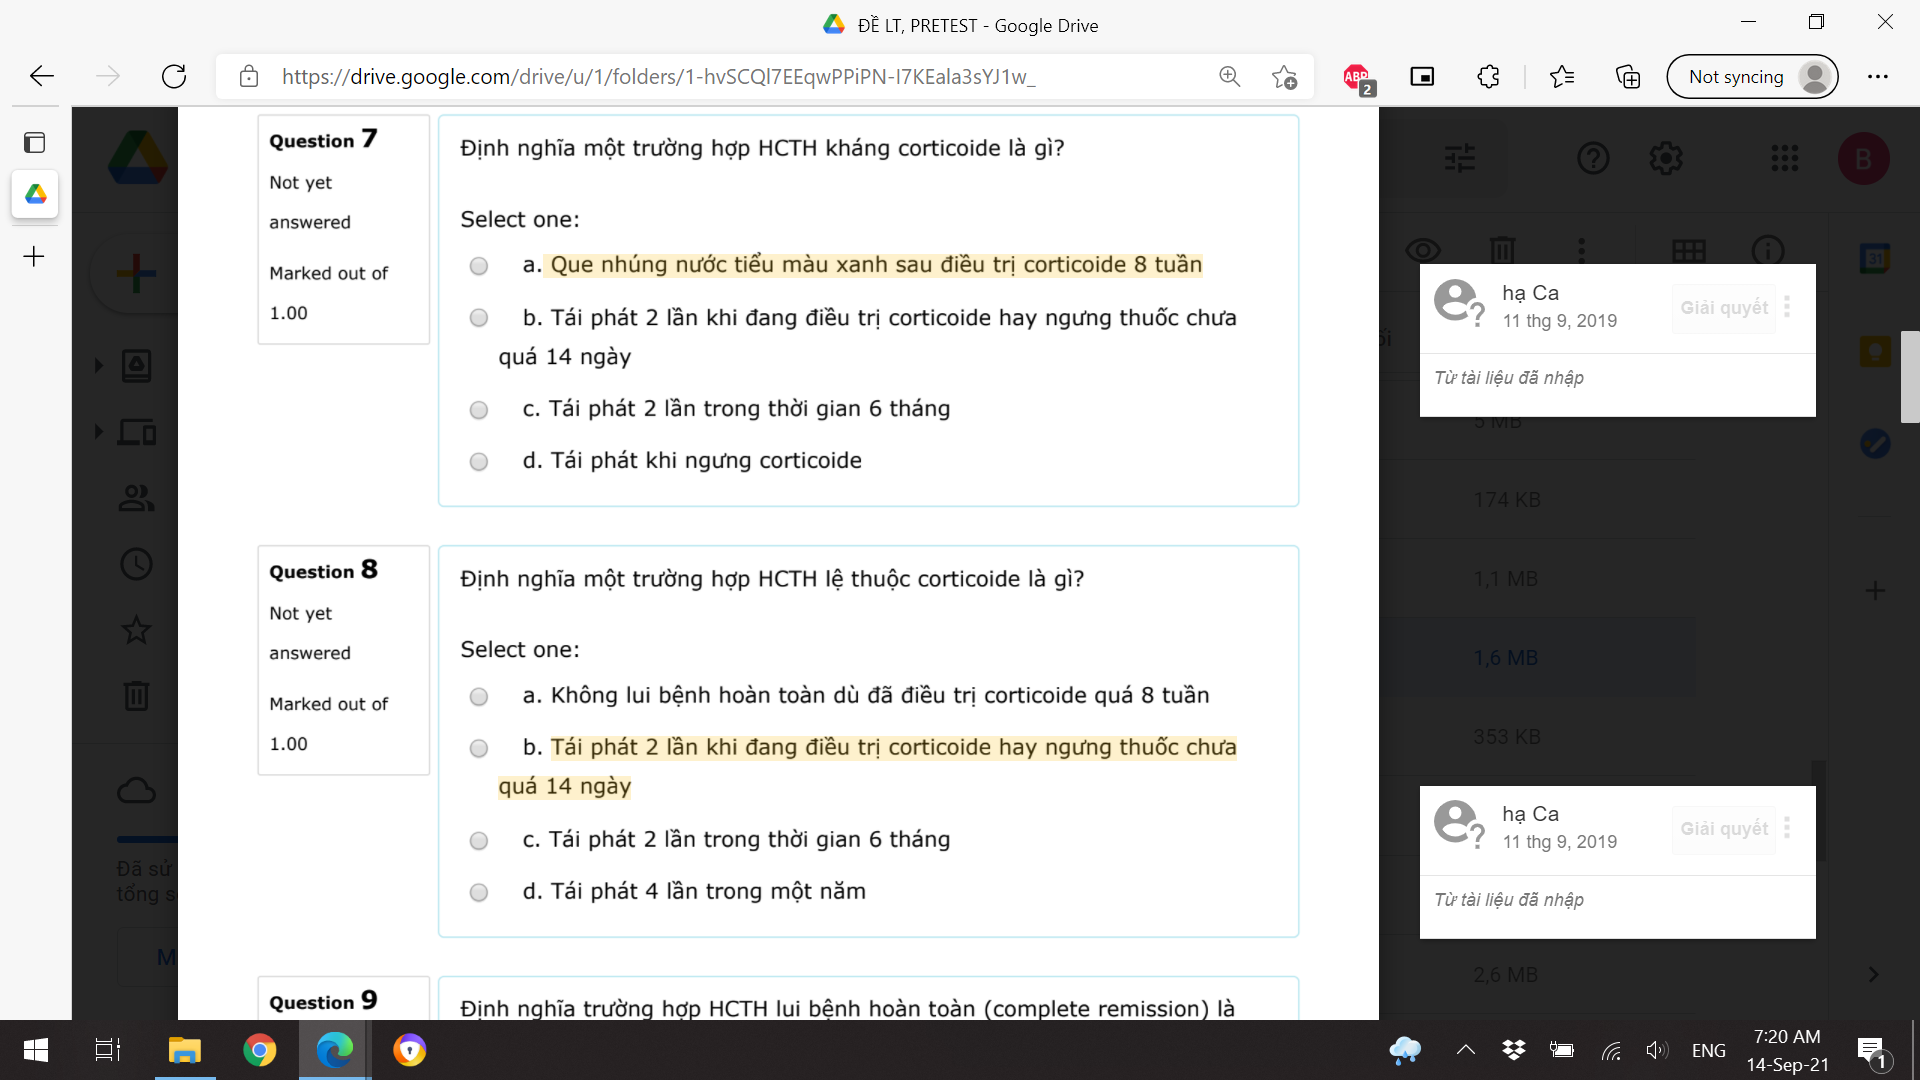 ĐỀ LT, PRETEST - Google Drive
https://drive.google.com/drive/u/1/folders/1-hvSCQl7EEqwPPiPN-I7KEala3sYJ1w_
ABP
2
Not syncing
Question 7
Not yet
answered
Marked out of
1.00
Định nghĩa một trường hợp HCTH kháng corticoide là gì?
Select one:
a. Que nhúng nước tiểu màu xanh sau điều trị corticoide 8 tuần
b. Tái phát 2 lần khi đang điều trị corticoide hay ngưng thuốc chưa
quá 14 ngày
c. Tái phát 2 lần trong thời gian 6 tháng
d. Tái phát khi ngưng corticoide
Question 8
Not yet
answered
Marked out of
1.00
Định nghĩa một trường hợp HCTH lệ thuộc corticoide là gì?
Select one:
a. Không lui bệnh hoàn toàn dù đã điều trị corticoide quá 8 tuần
b. Tái phát 2 lần khi đang điều trị corticoide hay ngưng thuốc chưa
quá 14 ngày
c. Tái phát 2 lần trong thời gian 6 tháng
d. Tái phát 4 lần trong một năm
Question 9
Định nghĩa trường hợp HCTH lui bệnh hoàn toàn (complete remission) là
B
31
hạ Ca
11 thg 9, 2019
Giải quyết
Từ tài liệu đã nhập
5 MB
174 KB
1,1 MB
1,6 MB
353 KB
hạ Ca
11 thg 9, 2019
Giải quyết
Từ tài liệu đã nhập
2,6 MB
Đã sử
tổng s
M
ENG
7:20 AM
14-Sep-21
1